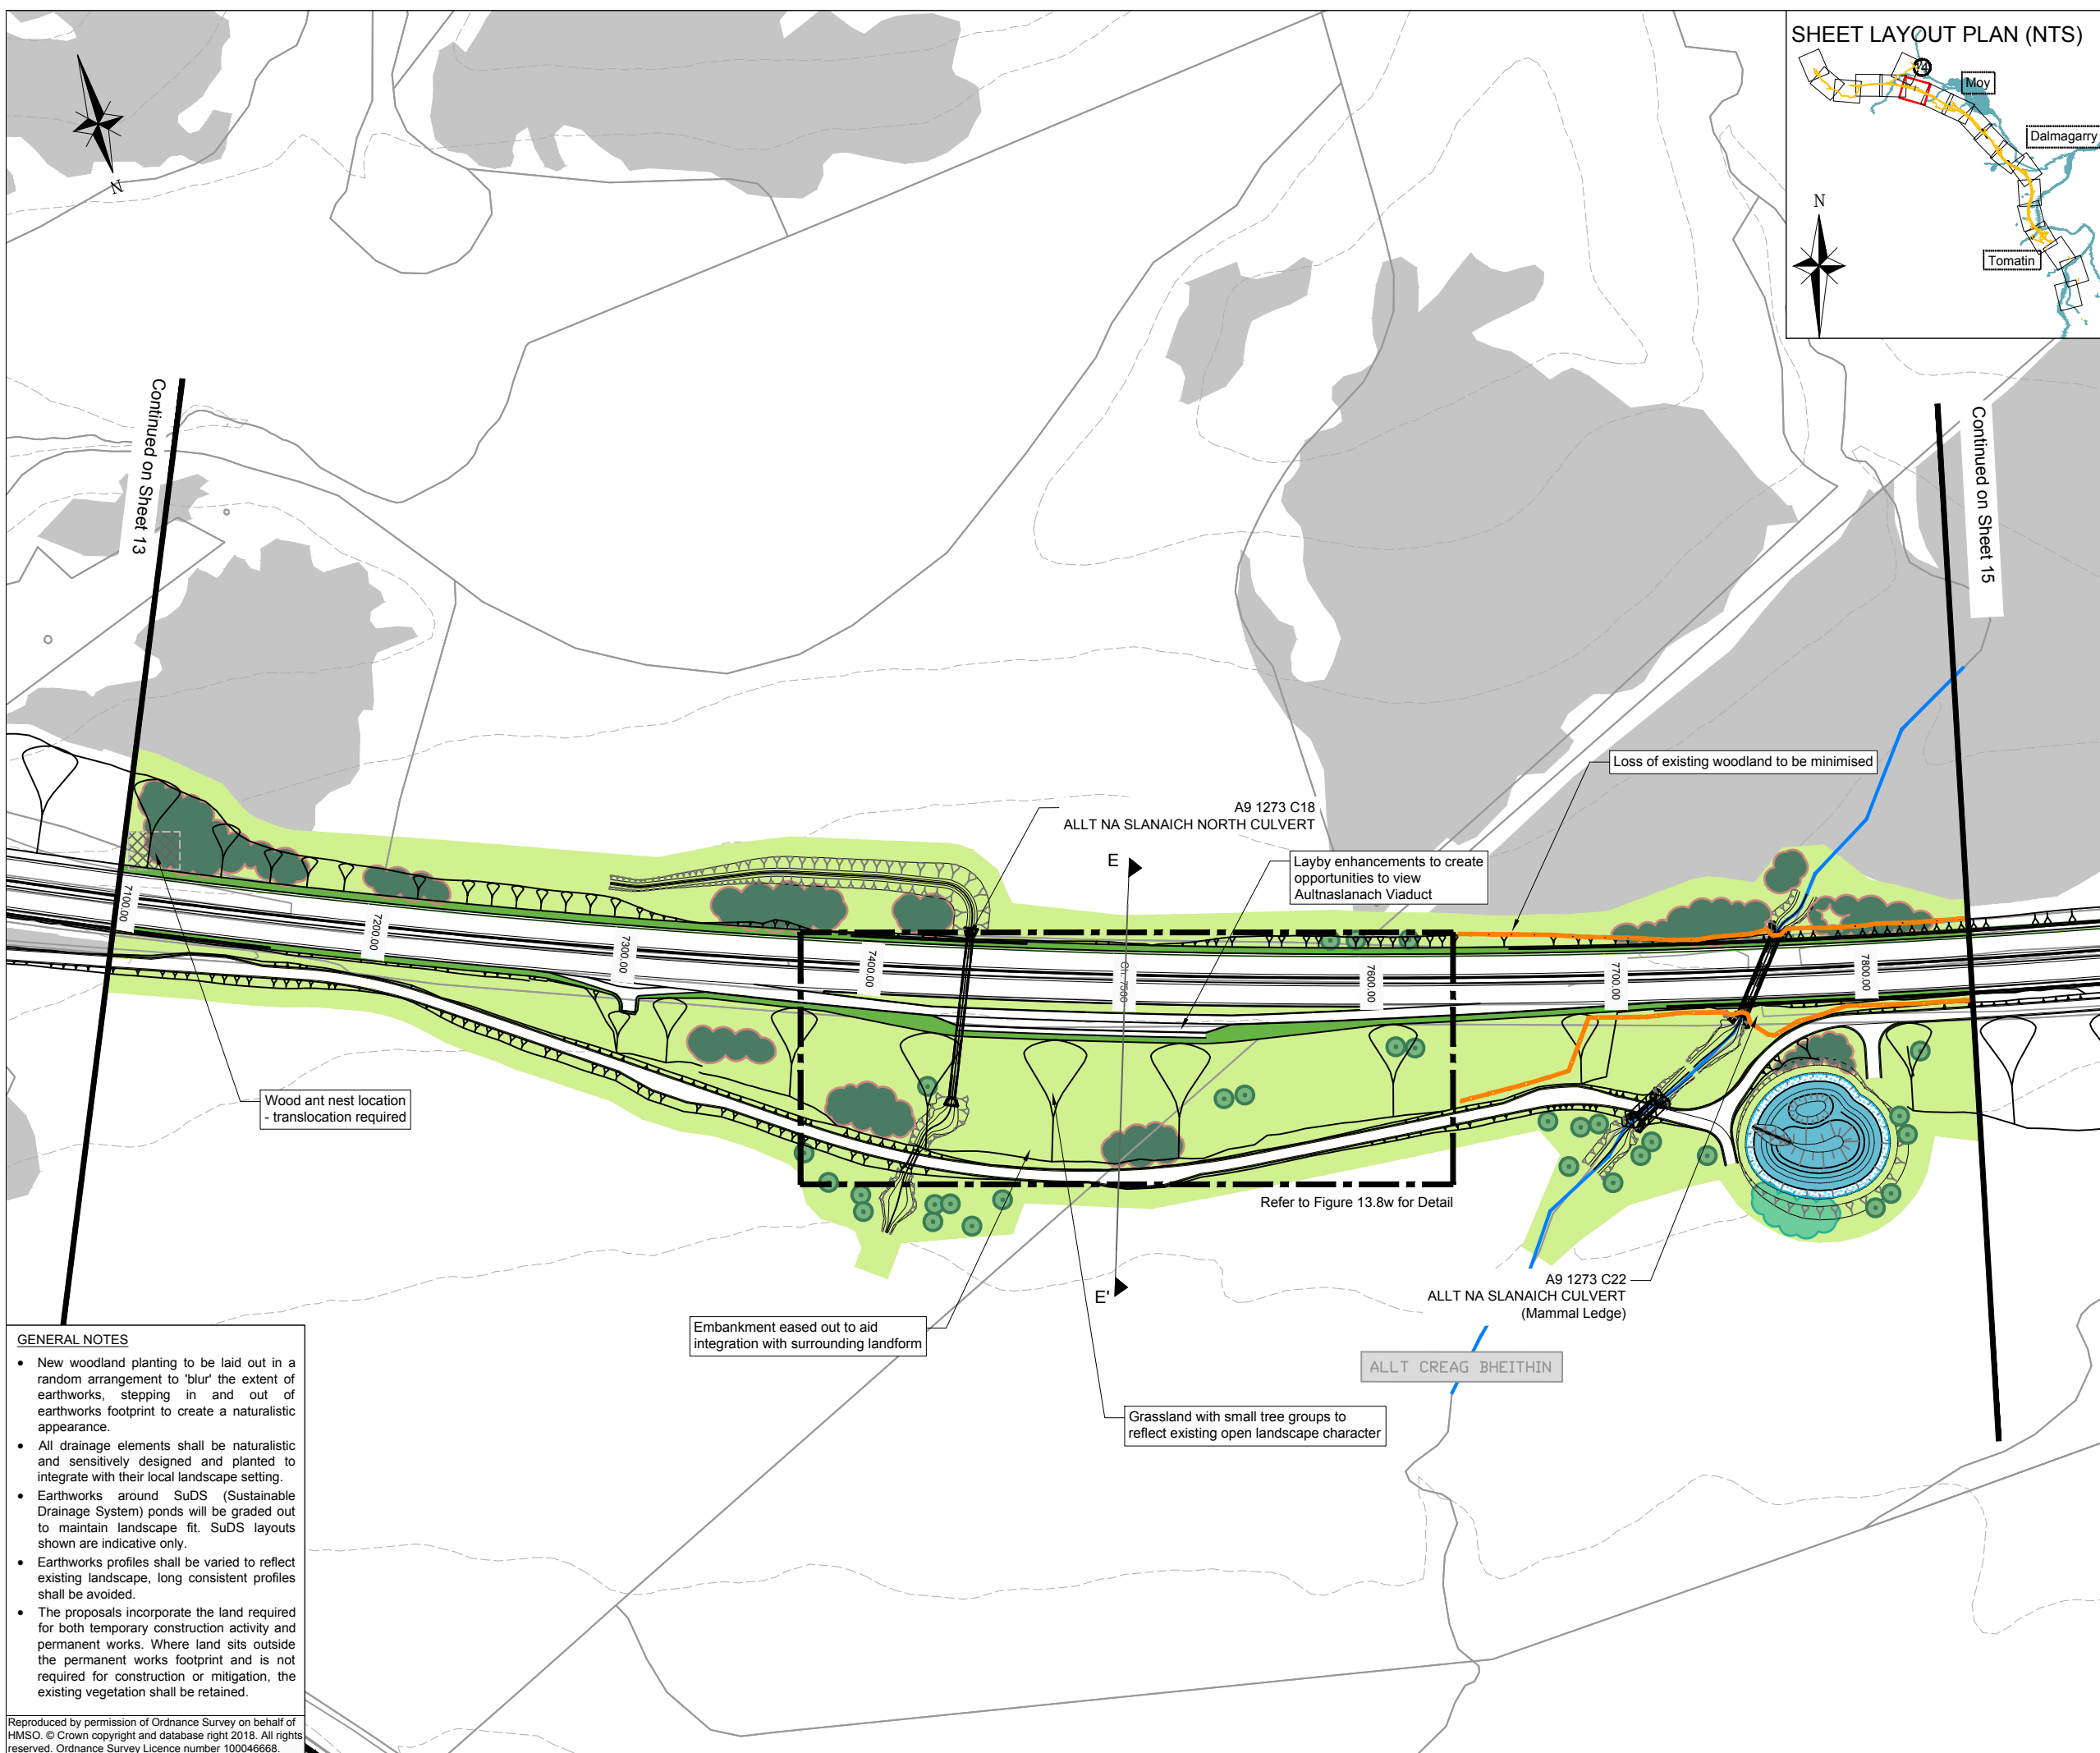 SHEET LAYOUT PLAN (NTS)
14
Moy
Dalmagarry
N
Tomatin
N
Continued on Sheet 13
Continued on Sheet 15
Loss of existing woodland to be minimised
A9 1273 C18
ALLT NA SLANAICH NORTH CULVERT
E
Layby enhancements to create
opportunities to view
Aultnaslanach Viaduct
7100.00
7200.00
7300.00
7400.00
Ch. 7500
7600.00
7700.00
7800.00
Wood ant nest location
- translocation required
Refer to Figure 13.8w for Detail
E'
A9 1273 C22
ALLT NA SLANAICH CULVERT
(Mammal Ledge)
Embankment eased out to aid
integration with surrounding landform
ALLT CREAG BHEITHIN
Grassland with small tree groups to
reflect existing open landscape character
GENERAL NOTES
• New woodland planting to be laid out in a
random arrangement to 'blur' the extent of
earthworks, stepping in and out of
earthworks footprint to create a naturalistic
appearance.
• All drainage elements shall be naturalistic
and sensitively designed and planted to
integrate with their local landscape setting.
• Earthworks around SuDS (Sustainable
Drainage System) ponds will be graded out
to maintain landscape fit. SuDS layouts
shown are indicative only.
• Earthworks profiles shall be varied to reflect
existing landscape, long consistent profiles
shall be avoided.
• The proposals incorporate the land required
for both temporary construction activity and
permanent works. Where land sits outside
the permanent works footprint and is not
required for construction or mitigation, the
existing vegetation shall be retained.
Reproduced by permission of Ordnance Survey on behalf of
HMSO. © Crown copyright and database right 2018. All rights
reserved. Ordnance Survey Licence number 100046668.